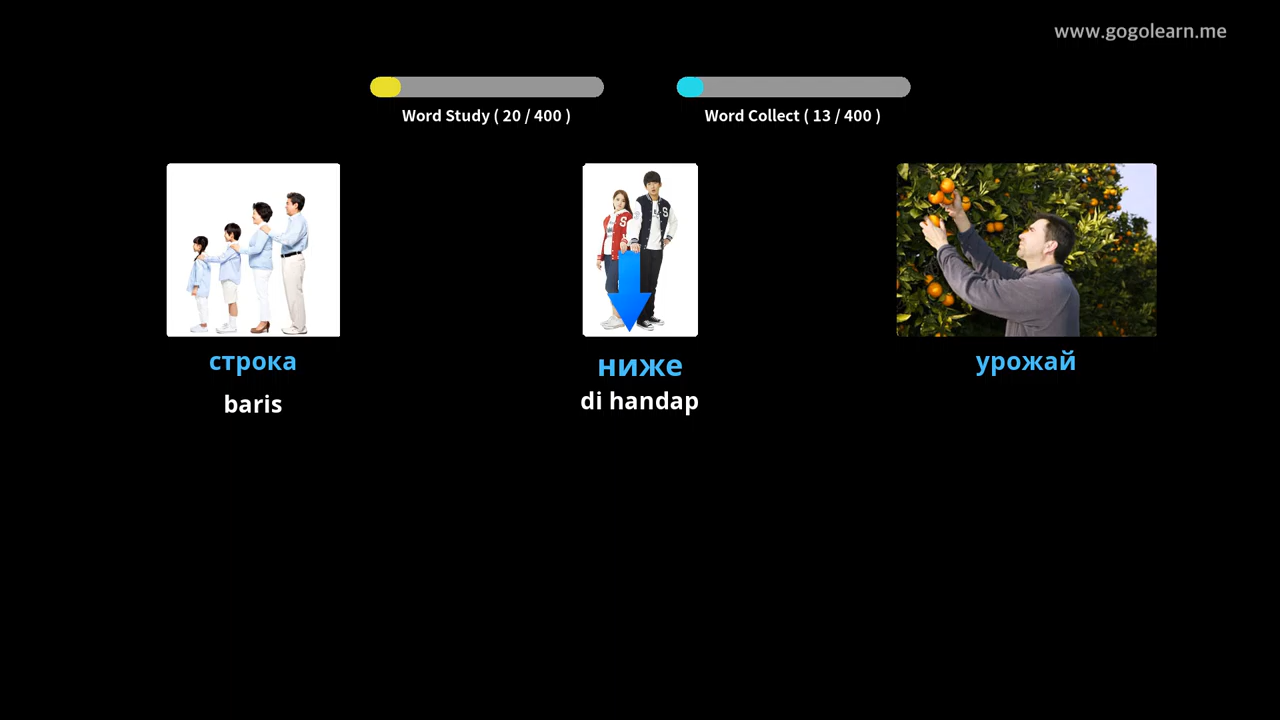 www.gogolearn.me
Word Study ( 20 / 400 )
Word Collect ( 13 / 400 )
строка
baris
ниже
di handap
урожай
S
S